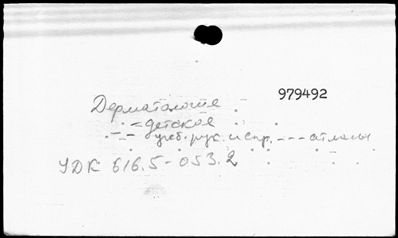 979492
Дерматология
- детская
- - учеб. рук. и спр. --- атласы
УДК 616.5-053.2